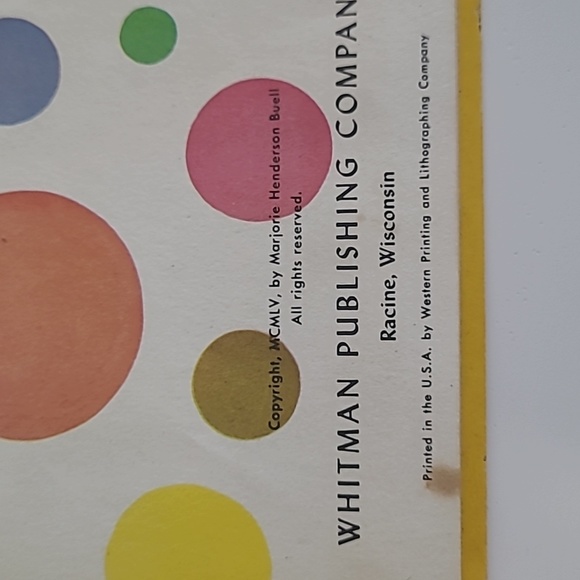 Copyright, MCMLV, by Marjorie Henderson Buell
All rights reserved.
WHITMAN PUBLISHING COMPAN
Racine, Wisconsin
Printed in the U.S.A. by Western Printing and Lithographing Company